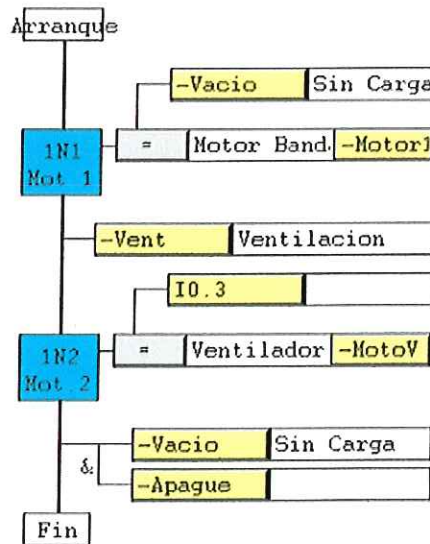 Arranque
-Vacio Sin Carga
1N1 = Motor Band. -Motor1
Mot 1
-Vent Ventilacion
I0.3
1N2 = Ventilador -MotoV
Mot.2
-Vacio Sin Carga
&
-Apague
Fin